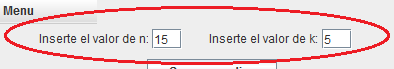 Menu
Inserte el valor de n: 15 Inserte el valor de k: 5